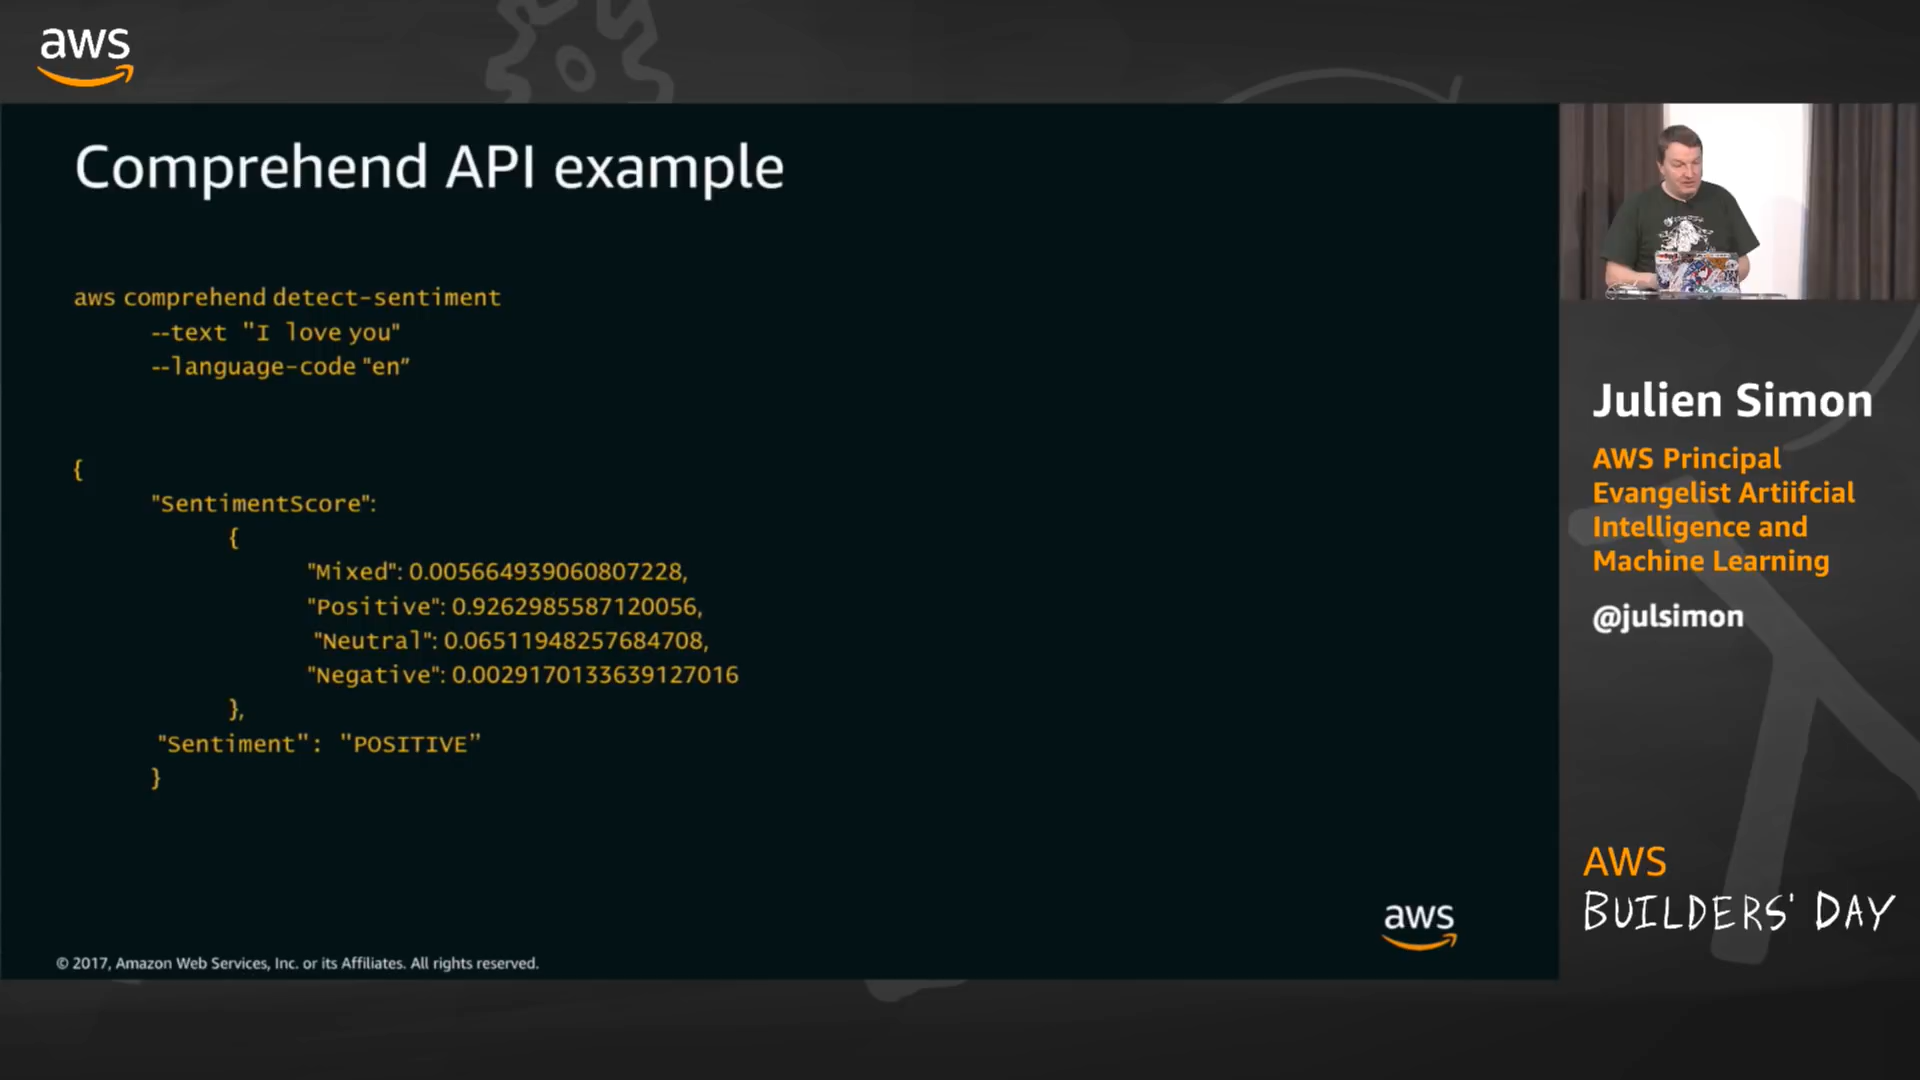 aws
Comprehend API example
aws comprehend detect-sentiment
--text "I love you"
--language-code "en"
{
"SentimentScore":
{
"Mixed": 0.005664939060807228,
"Positive": 0.9262985587120056,
"Neutral": 0.06511948257684708,
"Negative": 0.0029170133639127016
},
"Sentiment": "POSITIVE"
}
aws
© 2017, Amazon Web Services, Inc. or its Affiliates. All rights reserved.
Julien Simon
AWS Principal
Evangelist Artiifcial
Intelligence and
Machine Learning
@julsimon
AWS
BUILDERS' DAY